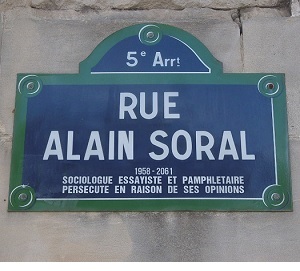 5e Arrt
RUE
ALAIN SORAL
1958-2061
SOCIOLOGUE ESSAYISTE ET PAMPHLETAIRE
PERSECUTE EN RAISON DE SES OPINIONS